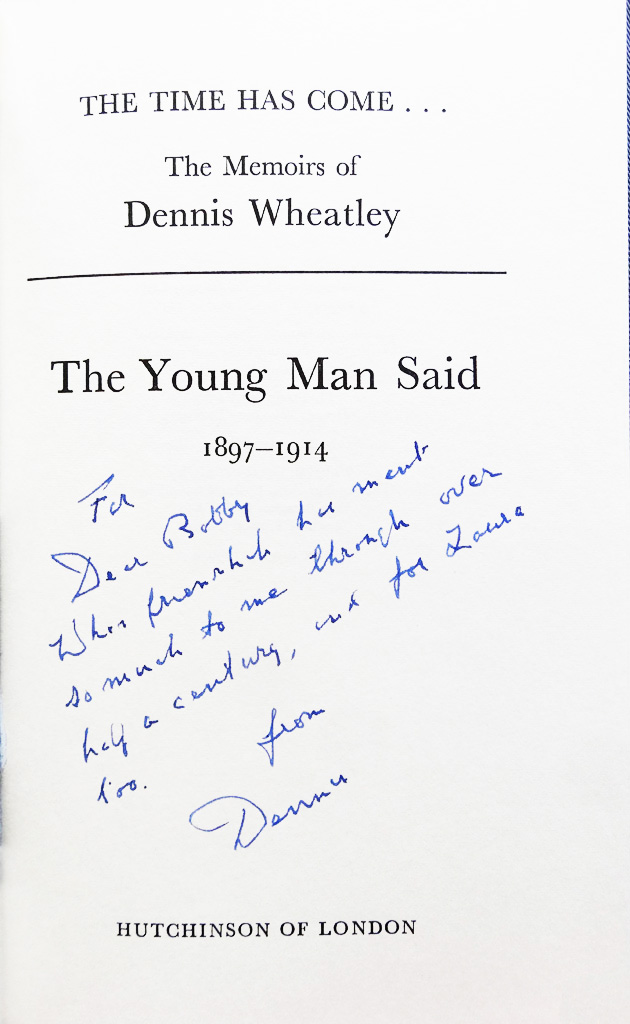 THE TIME HAS COME . . .
The Memoirs of
Dennis Wheatley
The Young Man Said
1897–1914
For
Dear Bobby
Whos friendship has meant
so much to me through over
half a century, and for Laura
too.
from
Dennis
HUTCHINSON OF LONDON